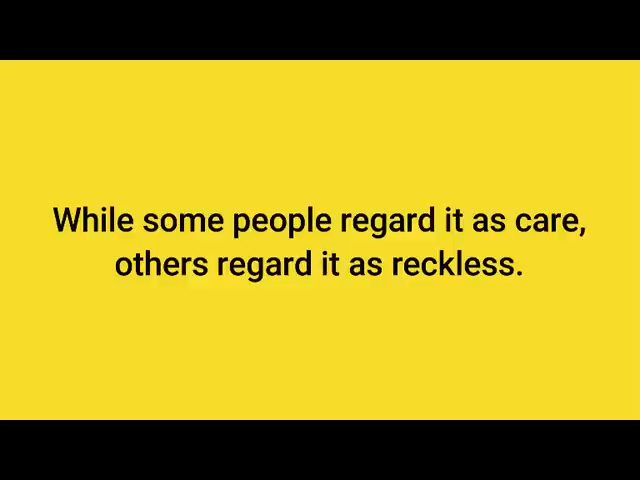 While some people regard it as care,
others regard it as reckless.